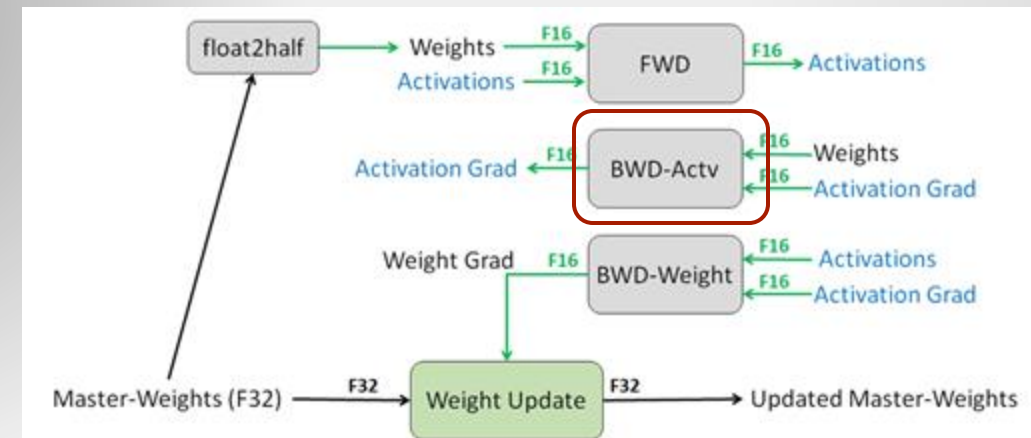 float2half
Weights
F16
Activations
F16
FWD
F16
Activations
Activation Grad
F16
BWD-Actv
F16
Weights
F16
Activation Grad
Weight Grad
F16
BWD-Weight
F16
Activations
F16
Activation Grad
Master-Weights (F32)
F32
Weight Update
F32
Updated Master-Weights